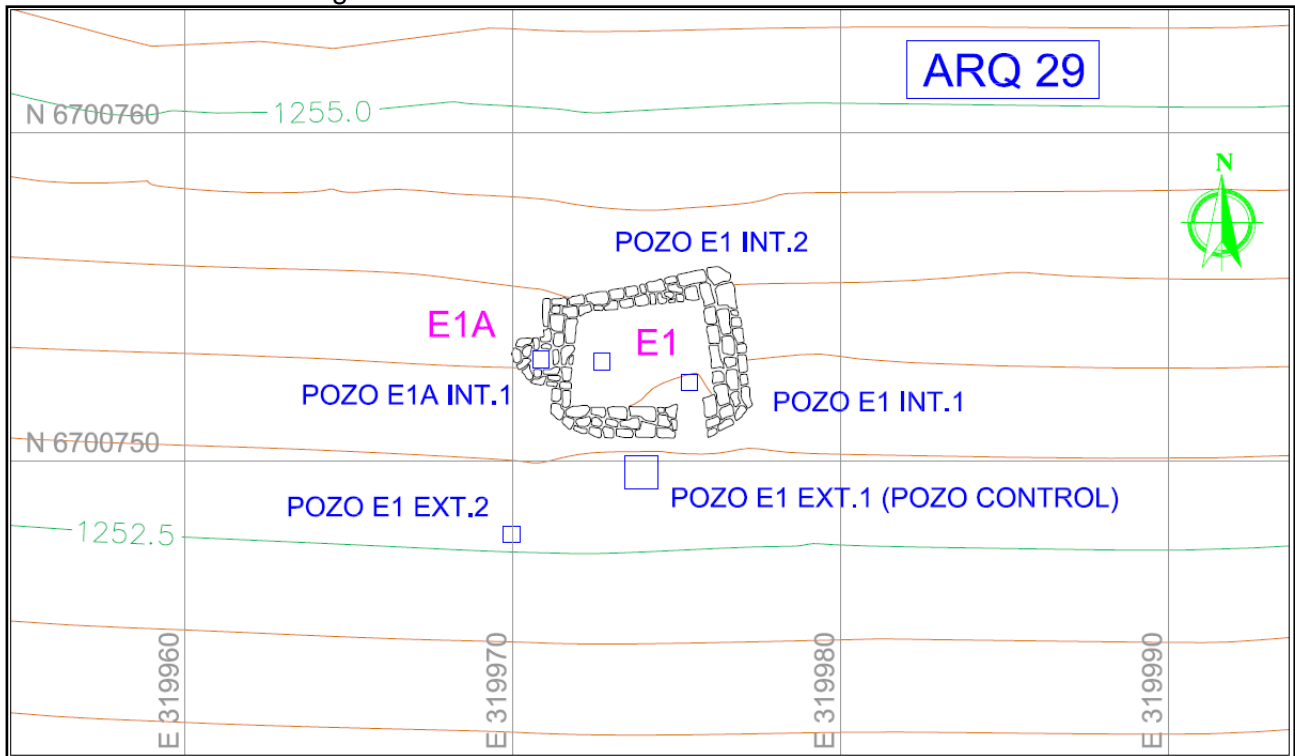 ARQ 29
N 6700760
1255.0
N
POZO E1 INT.2
E1A
E1
POZO E1A INT.1
POZO E1 INT.1
N 6700750
POZO E1 EXT.1 (POZO CONTROL)
POZO E1 EXT.2
1252.5
E 319960
E 319970
E 319980
E 319990